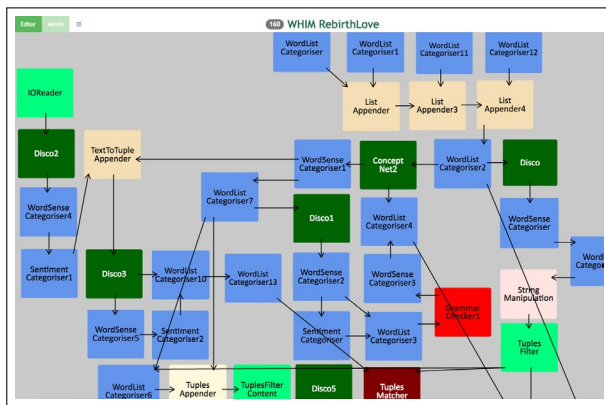 Editor
Admin
160 WHIM RebirthLove
WordList
Categoriser
WordList
Categoriser1
WordList
Categoriser11
WordList
Categoriser12
IOReader
List
Appender
List
Appender3
List
Appender4
Disco2
TextToTuple
Appender
WordSense
Categoriser1
Concept
Net2
WordList
Categoriser2
Disco
WordSense
Categoriser4
WordList
Categoriser7
Disco1
WordList
Categoriser4
WordSense
Categoriser
Sentiment
Categoriser1
Disco3
WordList
Categoriser10
WordList
Categoriser13
WordSense
Categoriser2
WordSense
Categoriser3
WordL
Catego
String
Manipulation
WordSense
Categoriser5
Sentiment
Categoriser2
Sentiment
Categoriser
WordList
Categoriser3
Grammar
Checker1
Tuples
Filter
WordList
Categoriser6
Tuples
Appender
TuplesFilter
Content
Disco5
Tuples
Matcher